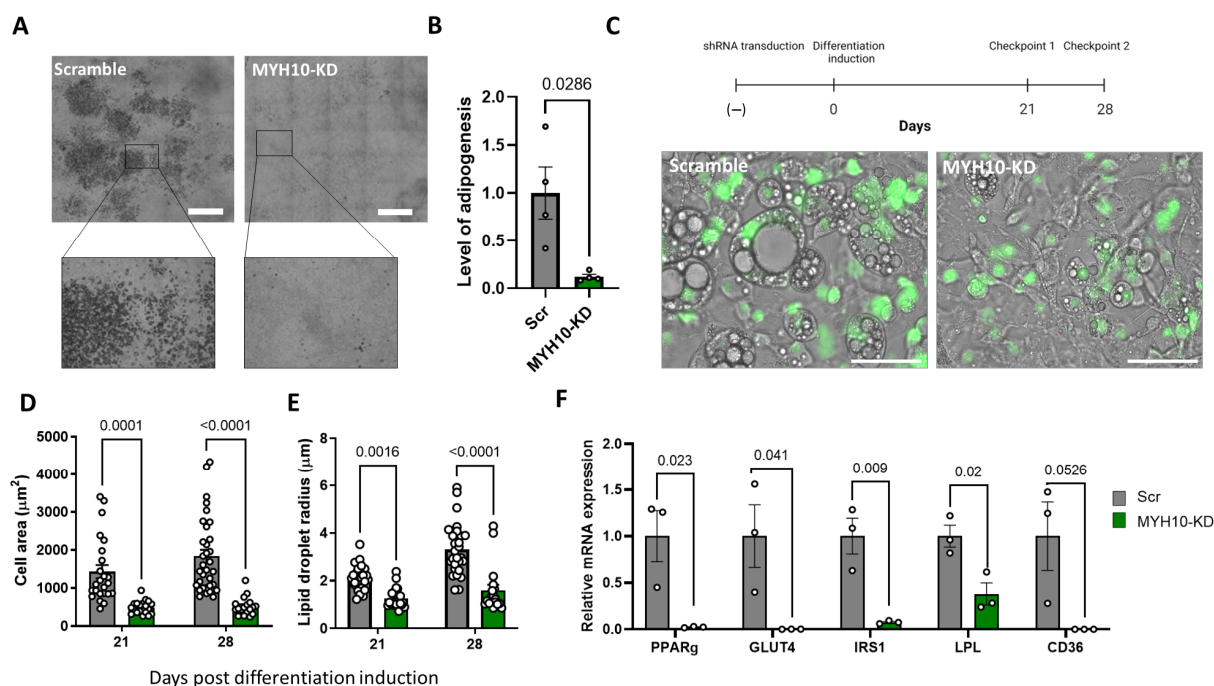 A
Scramble
MYH10-KD
B
Level of adipogenesis
2.0
1.5
1.0
0.5
0.0
0.0286
Scr
MYH10-KD
C
shRNA transduction
Differentiation
induction
Checkpoint 1
Checkpoint 2
(–)
0
21
28
Days
Scramble
MYH10-KD
D
Cell area (μm²)
5000
4000
3000
2000
1000
500
0
0.0001
<0.0001
21
28
E
Lipid droplet radius (μm)
8
6
4
2
0
0.0016
<0.0001
21
28
Days post differentiation induction
F
Relative mRNA expression
2.0
1.5
1.0
0.5
0.0
0.023
0.041
0.009
0.02
0.0526
PPARg
GLUT4
IRS1
LPL
CD36
Scr
MYH10-KD